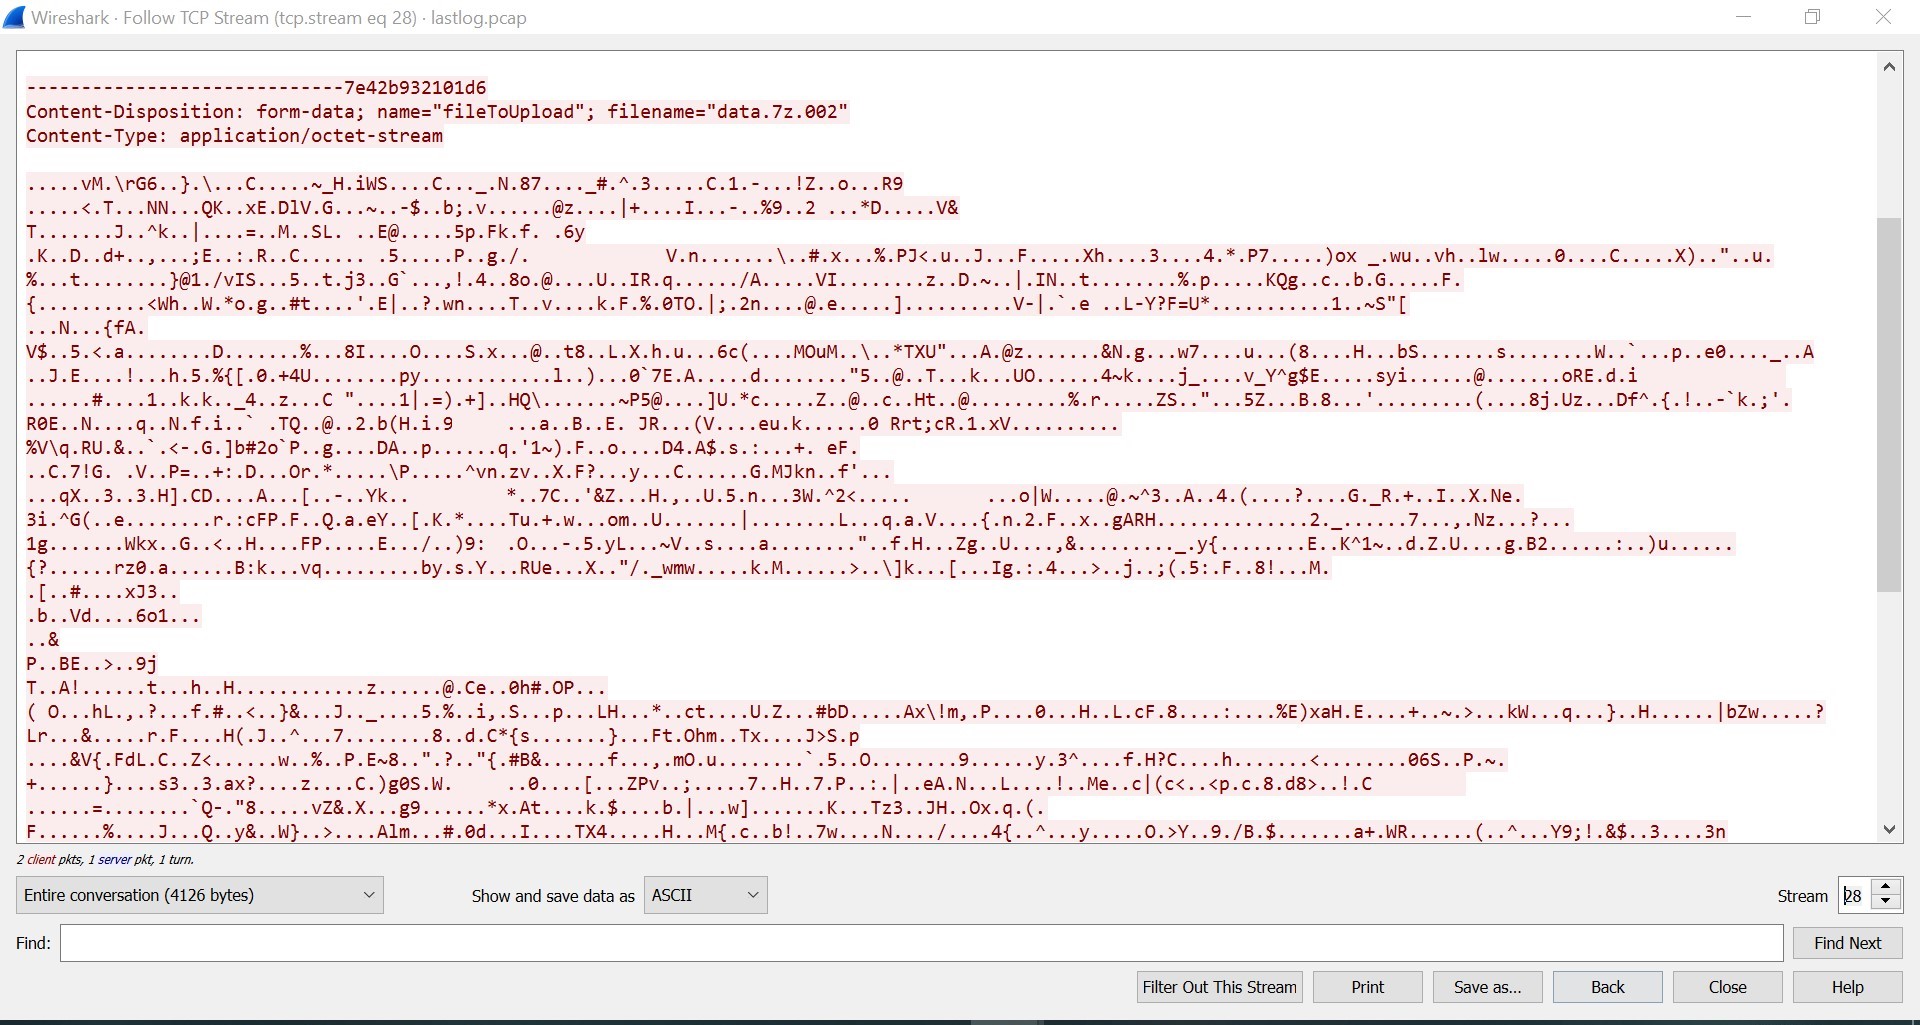 Wireshark · Follow TCP Stream (tcp.stream eq 28) · lastlog.pcap
-----------------------------7e42b932101d6
Content-Disposition: form-data; name="fileToUpload"; filename="data.7z.002"
Content-Type: application/octet-stream
.....vM.\rG6..}.\...C.....~_H.iWS....C..._.N.87...._#.^.3.....C.1.-...!Z..o...R9
.....<.T...NN...QK..xE.DlV.G...~..-$..b;.v......@z....|+....I...-..%9..2 ...*D.....V&
T.......J..^k..|....=..M..SL. ..E@.....5p.Fk.f. .6y
.K..D..d+..,...;E..:.R..C...... .5.....P..g./. V.n.......\..#.x...%.PJ<.u..J...F.....Xh....3....4.*.P7.....)ox _.wu..vh..lw.....0....C.....X)..".. u.
%...t........}@1./vIS...5..t.j3..G`...,!.4..8o.@....U..IR.q....../A.....VI........z..D.~..|.IN..t........%.p.....KQg..c..b.G.....F.
{..........<Wh..W.*o.g..#t....'.E|..?.wn....T..v....k.F.%.0TO.|;.2n....@.e.....]..........V-|.`.e ..L-Y?F=U*...........1..~S"[
...N...{fA.
V$..5.<.a........D.......%...8I....O....S.x...@..t8..L.X.h.u...6c(....MOuM..\..*TXU"...A.@z.......&N.g...w7....u...(8....H...bS.......s........W..`...p..e0...._..A
..J.E....!...h.5.%{[.0.+4U........py............l..)...0`7E.A.....d........"5..@..T...k...UO......4~k....j_....v_Y^g$E.....syi......@.......oRE.d.i
......#....1..k.k.._4..z...C "....1|.=).+]..HQ\.......~P5@....]U.*c.....Z..@..c..Ht..@.........%.r.....ZS.."...5Z...B.8...'.........(....8j.Uz...Df^.{.!..-`k.;'.
R0E..N....q..N.f.i..` .TQ..@..2.b(H.i.9 ...a..B..E. JR...(V....eu.k......0 Rrt;cR.1.xV..........
%V\q.RU.&..`.<-.G.]b#2o`P..g....DA..p......q.'1~).F..o....D4.A$.s.:...+. eF.
..C.7!G. .V..P=..+:.D...Or.*.....\P.....^vn.zv..X.F?...y...C......G.MJkn..f'...
...qX..3..3.H].CD....A...[..-..Yk.. *..7C..'&Z...H.,..U.5.n...3W.^2<..... ...o|W.....@.~^3..A..4.(....?....G._R.+..I..X.Ne.
3i.^G(..e........r.:cFP.F..Q.a.eY..[.K.*....Tu.+.w...om..U.......|........L...q.a.V....{.n.2.F..x..gARH..............2._......7...,.Nz...?...
1g.......Wkx..G..<..H....FP.....E.../..)9: .O...-.5.yL...~V..s....a........"..f.H...Zg..U....,&........._.y{........E..K^1~..d.Z.U....g.B2......:..)u......
{?......rz0.a......B:k...vq.........by.s.Y...RUe...X.."/._wmw.....k.M......>..\]k...[...Ig.:.4...>..j..;(.5:.F..8!...M.
.[..#....xJ3..
.b..Vd....6o1...
..&
P..BE..>..9j
T..A!......t...h..H............z......@.Ce..0h#.OP...
( O...hL.,.?...f.#..<..}&...J.._....5.%..i,.S...p...LH...*..ct....U.Z...#bD.....Ax\!m,.P....0...H..L.cF.8....:....%E)xaH.E....+..~.>...kW...q...}..H......|bZw.....?
Lr...&.....r.F....H(.J..^...7........8..d.C*{s.......}...Ft.Ohm..Tx....J>S.p
....&V{.FdL.C..Z<......w..%..P.E~8..".?.."{.#B&......f...,.mO.u........`.5..O........9......y.3^....f.H?C....h.......<........06S..P.~.
+......}....s3..3.ax?....z....C.)g0S.W. ..0....[...ZPv..;.....7..H..7.P..:.|..eA.N...L....!..Me..c|(c<..<p.c.8.d8>..!.C
......=........`Q-."8.....vZ&.X...g9......*x.At....k.$....b.|...w].......K...Tz3..JH..Ox.q.(.
F......%....J...Q..y&..W}..>....Alm...#.0d...I....TX4.....H...M{.c..b!..7w....N..../....4{..^...y.....O.>Y..9./B.$.......a+.WR......(..^...Y9;!.&$..3....3n
2 client pkts, 1 server pkt, 1 turn.
Entire conversation (4126 bytes) Show and save data as ASCII Stream 28
Find: Find Next
Filter Out This Stream Print Save as... Back Close Help